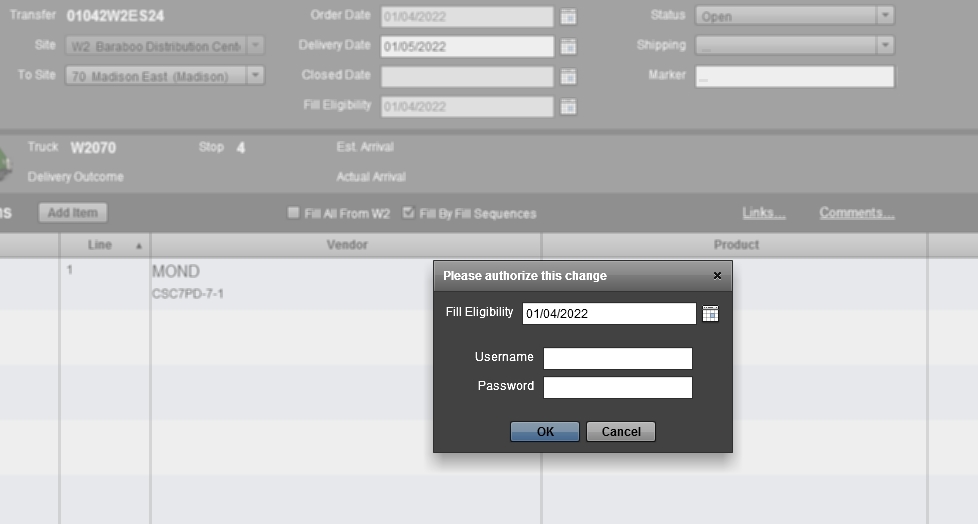 Transfer 01042W2ES24 Order Date 01/04/2022 Status Open
Site W2 Baraboo Distribution Cent Delivery Date 01/05/2022 Shipping ...
To Site 70 Madison East (Madison) Closed Date Marker ...
Fill Eligibility 01/04/2022
Truck W2070 Stop 4 Est. Arrival
Delivery Outcome Actual Arrival
Add Item Fill All From W2 Fill By Fill Sequences Links... Comments...
Line Vendor Product
1 MOND
CSC7PD-7-1
Please authorize this change
Fill Eligibility 01/04/2022
Username
Password
OK Cancel